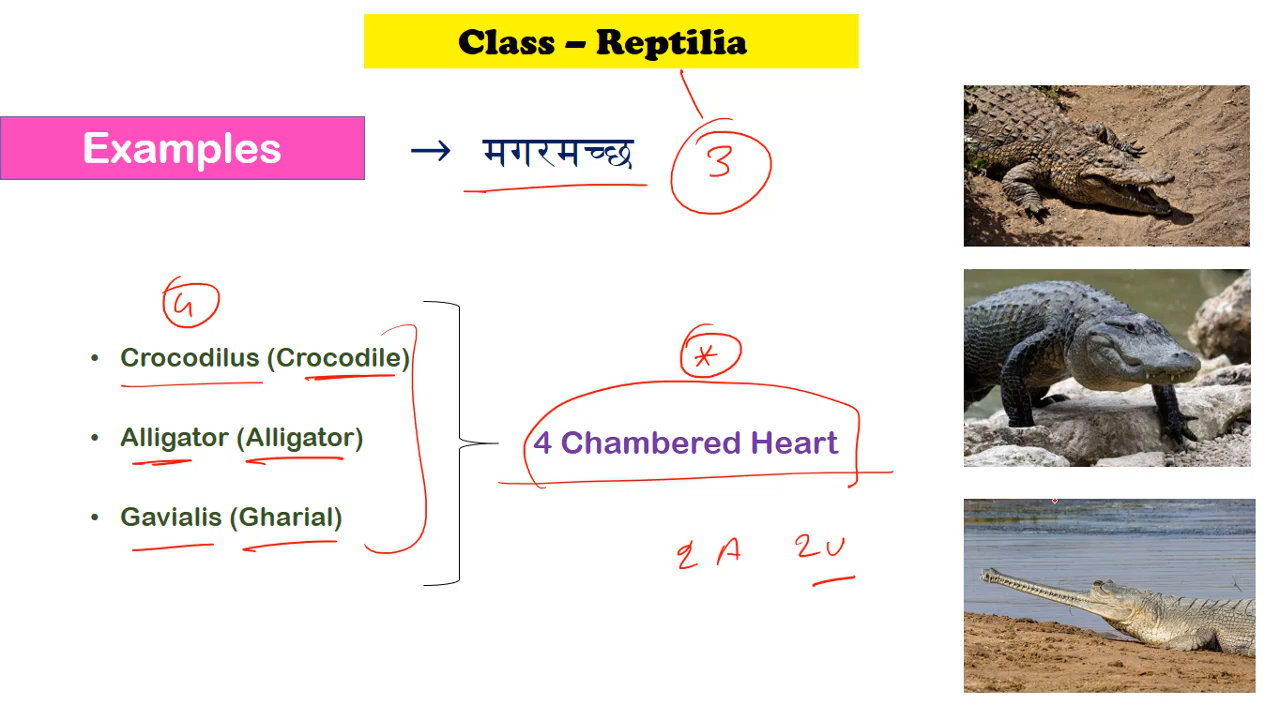 Class – Reptilia
Examples → मगरमच्छ 3
4
• Crocodilus (Crocodile)
*
• Alligator (Alligator)
4 Chambered Heart
• Gavialis (Gharial)
2 A 2 V